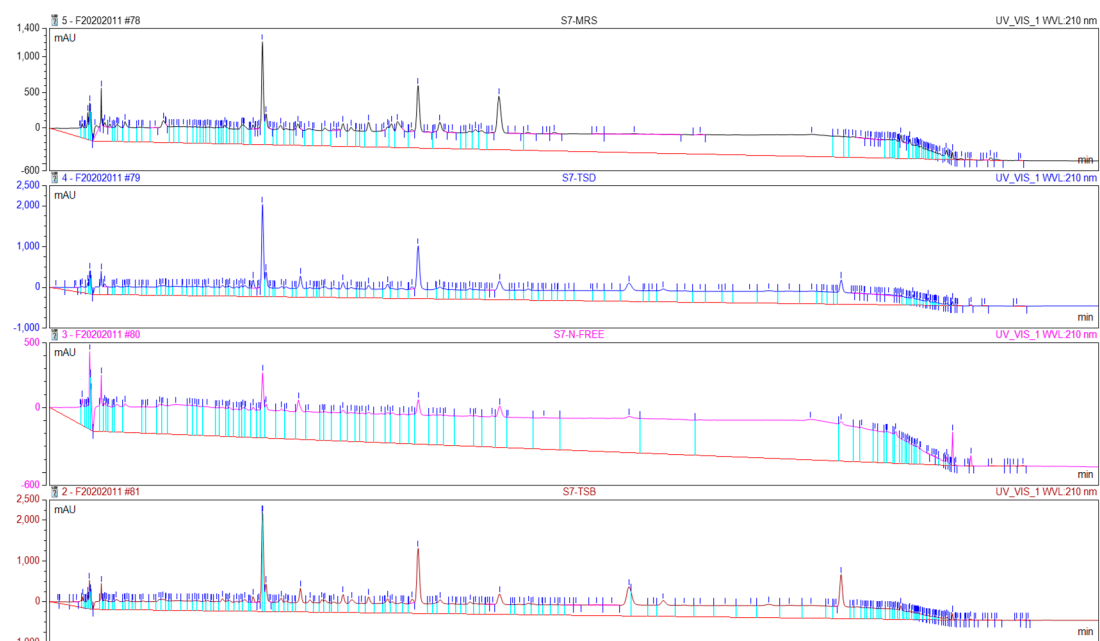 5 - F20202011 #78 S7-MRS UV_VIS_1 WVL:210 nm
1,400
mAU
1,000
500
0
-600
min
4 - F20202011 #79 S7-TSD UV_VIS_1 WVL:210 nm
2,500
mAU
2,000
1,000
0
-1,000
min
3 - F20202011 #80 S7-N-FREE UV_VIS_1 WVL:210 nm
500
mAU
0
-600
min
2 - F20202011 #81 S7-TSB UV_VIS_1 WVL:210 nm
2,500
mAU
2,000
1,000
0
min